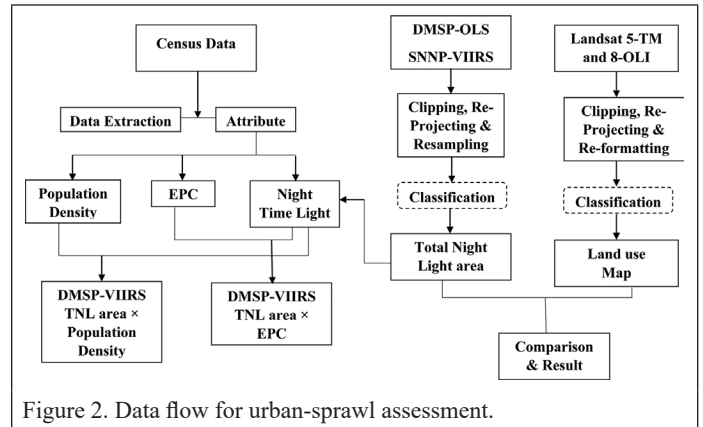 Census Data
DMSP-OLS
SNNP-VIIRS
Landsat 5-TM
and 8-OLI
Data Extraction
Attribute
Clipping, Re-
Projecting &
Resampling
Clipping, Re-
Projecting &
Re-formatting
Population
Density
EPC
Night
Time Light
Classification
Classification
Total Night
Light area
Land use
Map
DMSP-VIIRS
TNL area ×
Population
Density
DMSP-VIIRS
TNL area ×
EPC
Comparison
& Result
Figure 2. Data flow for urban-sprawl assessment.